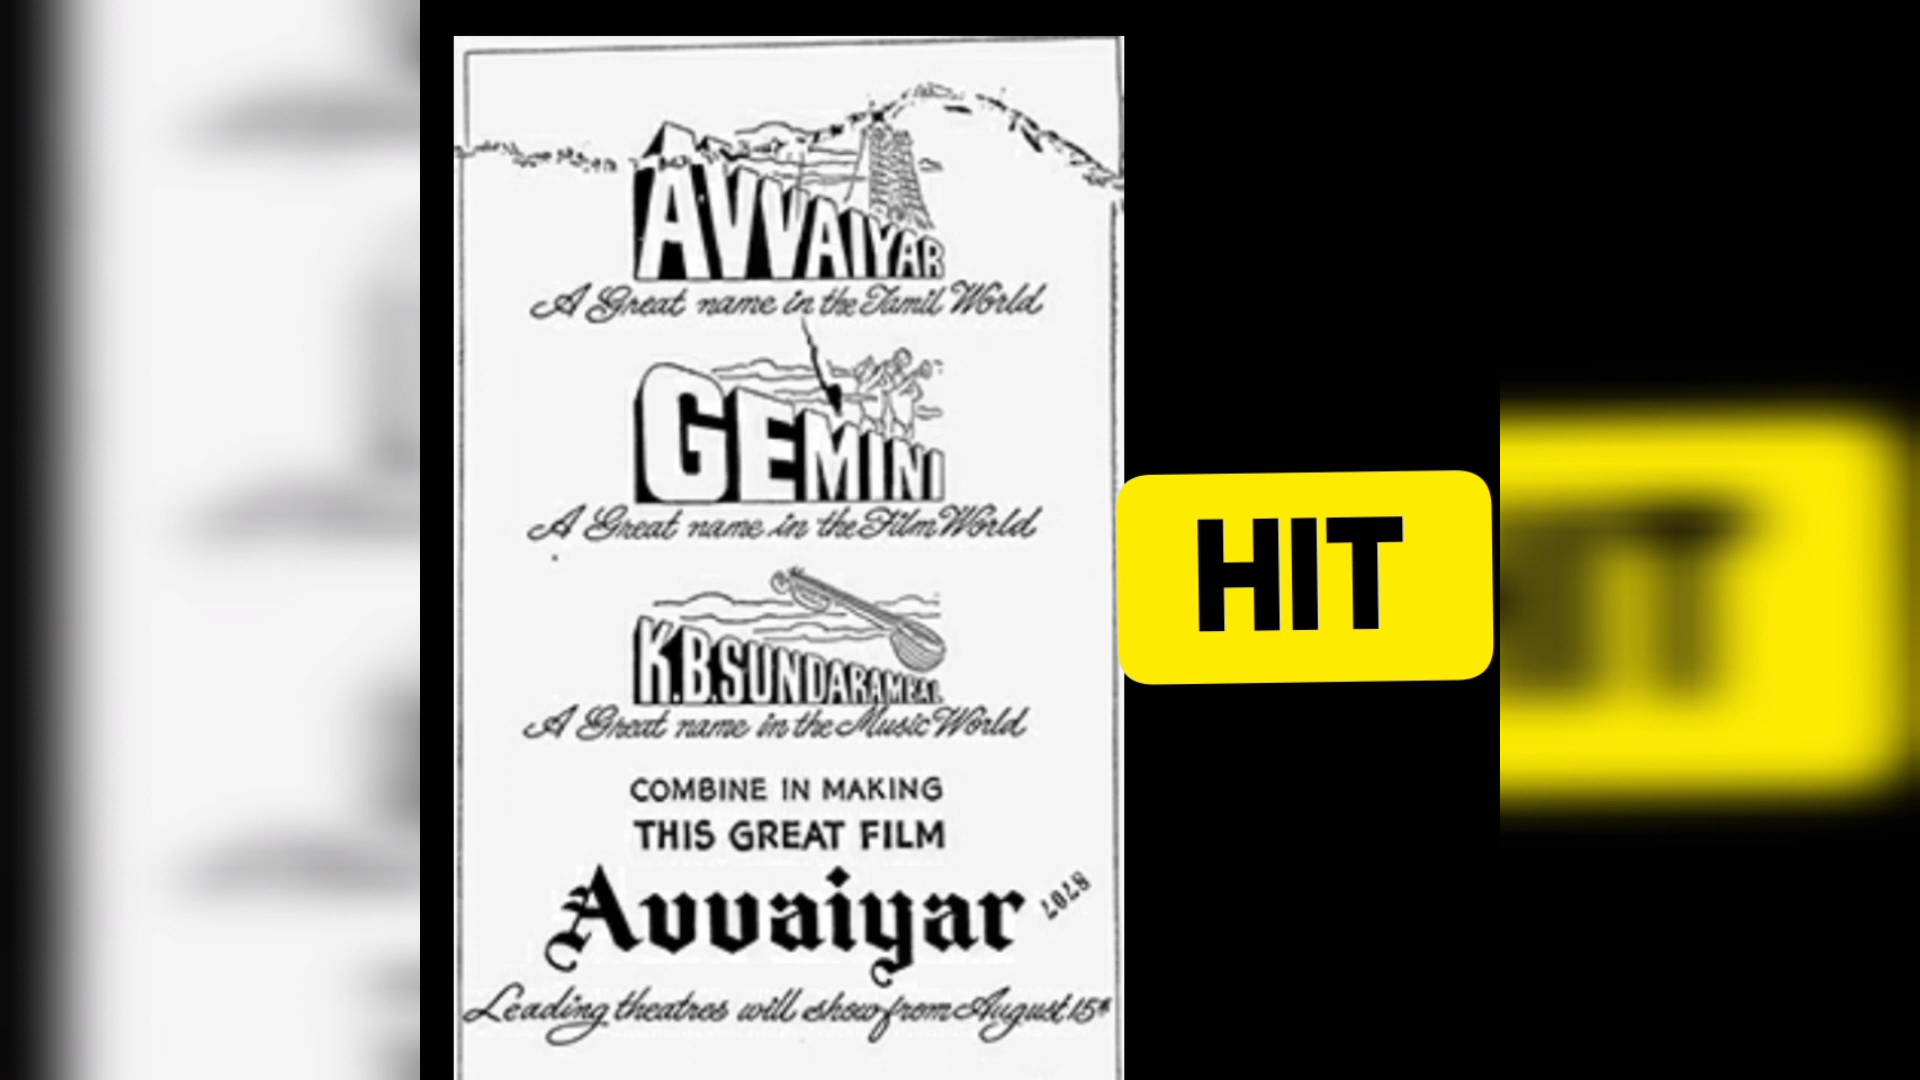 AVVAIYAR
A Great name in the Tamil World
GEMINI
A Great name in the Film World
K.B.SUNDARAMBAL
A Great name in the Music World
COMBINE IN MAKING
THIS GREAT FILM
Avvaiyar
Leading theatres will show from August 15th
HIT